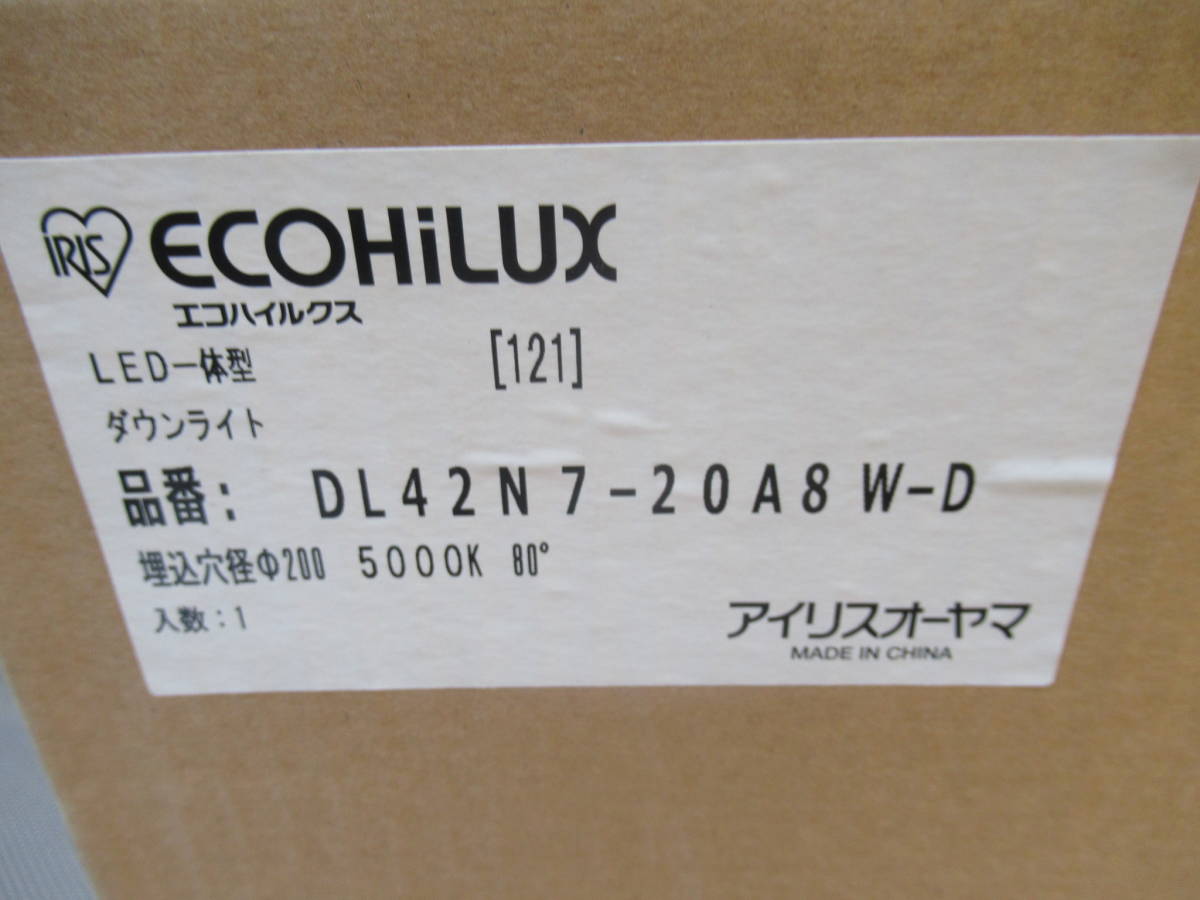 IRIS ECOHiLUX
エコハイルクス
LED一体型 [121]
ダウンライト
品番: DL42N7-20A8W-D
埋込穴径Φ200 5000K 80°
入数:1
アイリスオーヤマ
MADE IN CHINA